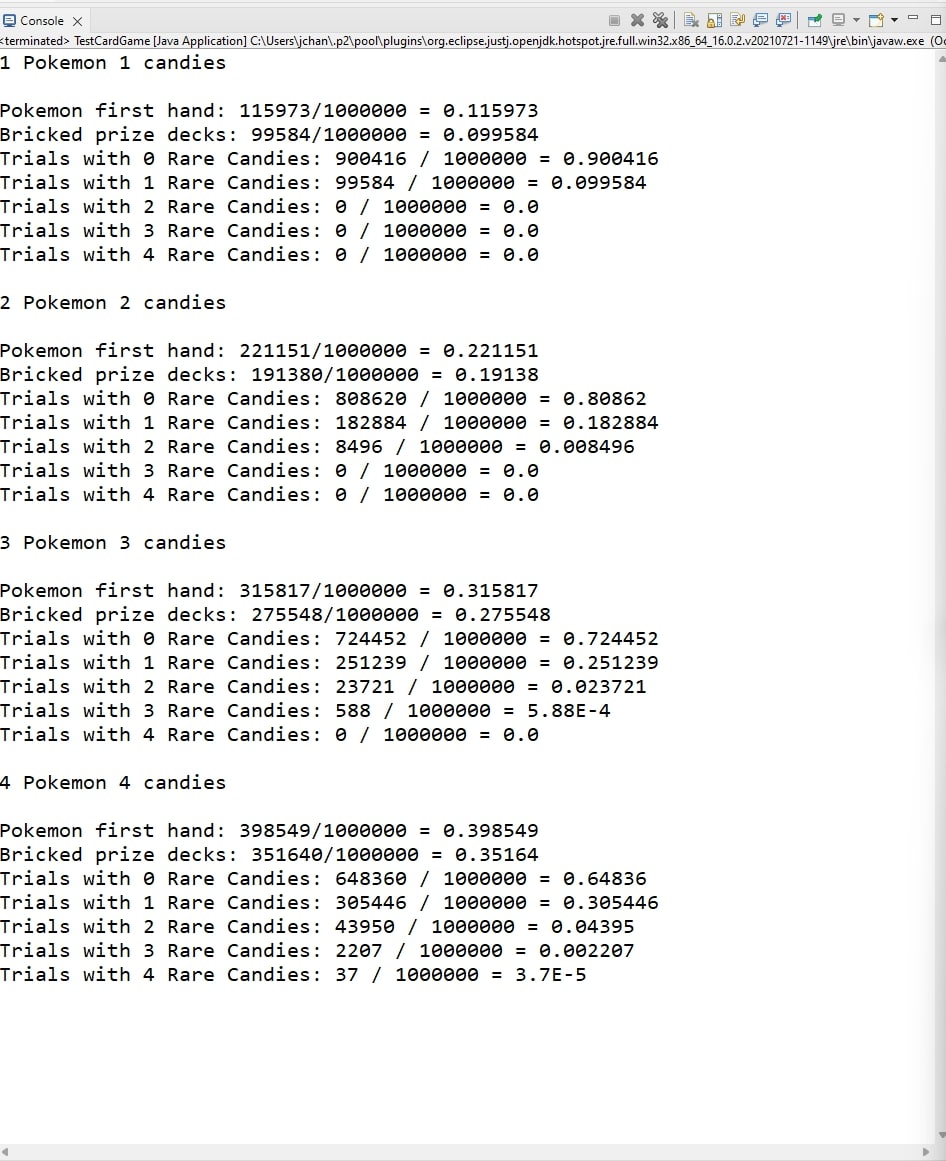 Console
<terminated> TestCardGame [Java Application] C:\Users\jchan\.p2\pool\plugins\org.eclipse.justj.openjdk.hotspot.jre.full.win32.x86_64_16.0.2.v20210721-1149\jre\bin\javaw.exe (Oc
1 Pokemon 1 candies
Pokemon first hand: 115973/1000000 = 0.115973
Bricked prize decks: 99584/1000000 = 0.099584
Trials with 0 Rare Candies: 900416 / 1000000 = 0.900416
Trials with 1 Rare Candies: 99584 / 1000000 = 0.099584
Trials with 2 Rare Candies: 0 / 1000000 = 0.0
Trials with 3 Rare Candies: 0 / 1000000 = 0.0
Trials with 4 Rare Candies: 0 / 1000000 = 0.0
2 Pokemon 2 candies
Pokemon first hand: 221151/1000000 = 0.221151
Bricked prize decks: 191380/1000000 = 0.19138
Trials with 0 Rare Candies: 808620 / 1000000 = 0.80862
Trials with 1 Rare Candies: 182884 / 1000000 = 0.182884
Trials with 2 Rare Candies: 8496 / 1000000 = 0.008496
Trials with 3 Rare Candies: 0 / 1000000 = 0.0
Trials with 4 Rare Candies: 0 / 1000000 = 0.0
3 Pokemon 3 candies
Pokemon first hand: 315817/1000000 = 0.315817
Bricked prize decks: 275548/1000000 = 0.275548
Trials with 0 Rare Candies: 724452 / 1000000 = 0.724452
Trials with 1 Rare Candies: 251239 / 1000000 = 0.251239
Trials with 2 Rare Candies: 23721 / 1000000 = 0.023721
Trials with 3 Rare Candies: 588 / 1000000 = 5.88E-4
Trials with 4 Rare Candies: 0 / 1000000 = 0.0
4 Pokemon 4 candies
Pokemon first hand: 398549/1000000 = 0.398549
Bricked prize decks: 351640/1000000 = 0.35164
Trials with 0 Rare Candies: 648360 / 1000000 = 0.64836
Trials with 1 Rare Candies: 305446 / 1000000 = 0.305446
Trials with 2 Rare Candies: 43950 / 1000000 = 0.04395
Trials with 3 Rare Candies: 2207 / 1000000 = 0.002207
Trials with 4 Rare Candies: 37 / 1000000 = 3.7E-5